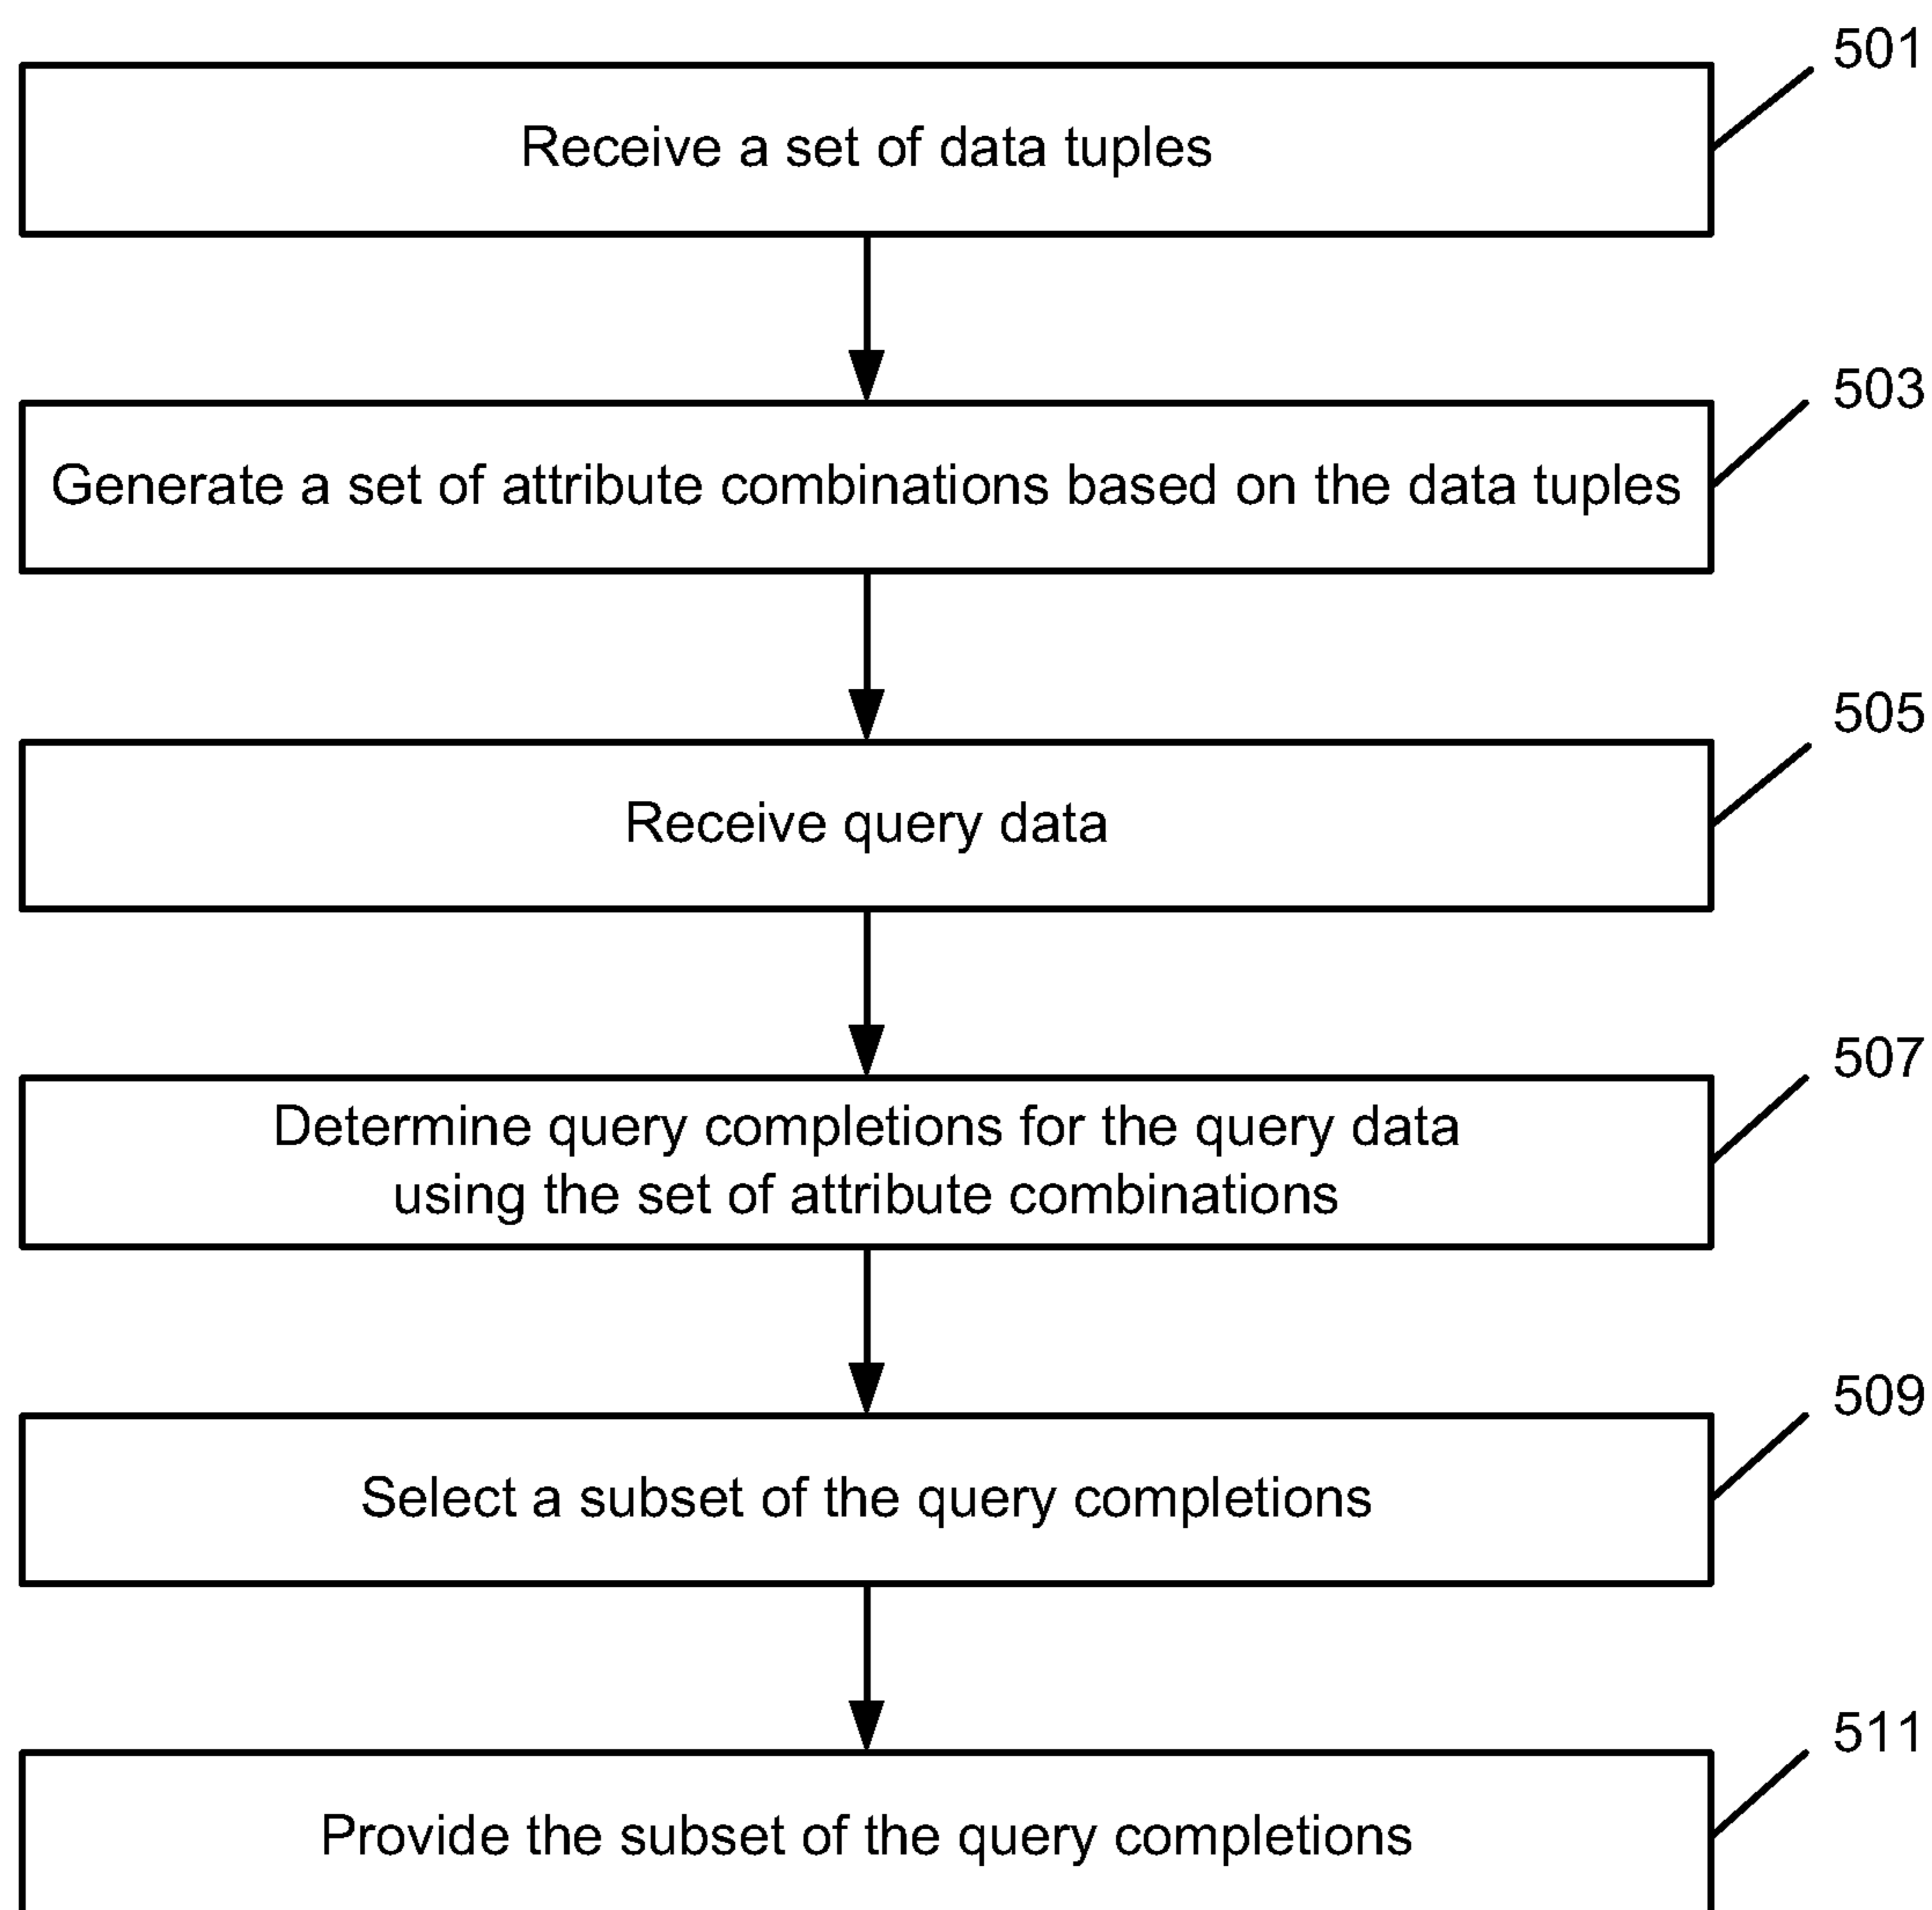 501
Receive a set of data tuples
503
Generate a set of attribute combinations based on the data tuples
505
Receive query data
507
Determine query completions for the query data
using the set of attribute combinations
509
Select a subset of the query completions
511
Provide the subset of the query completions